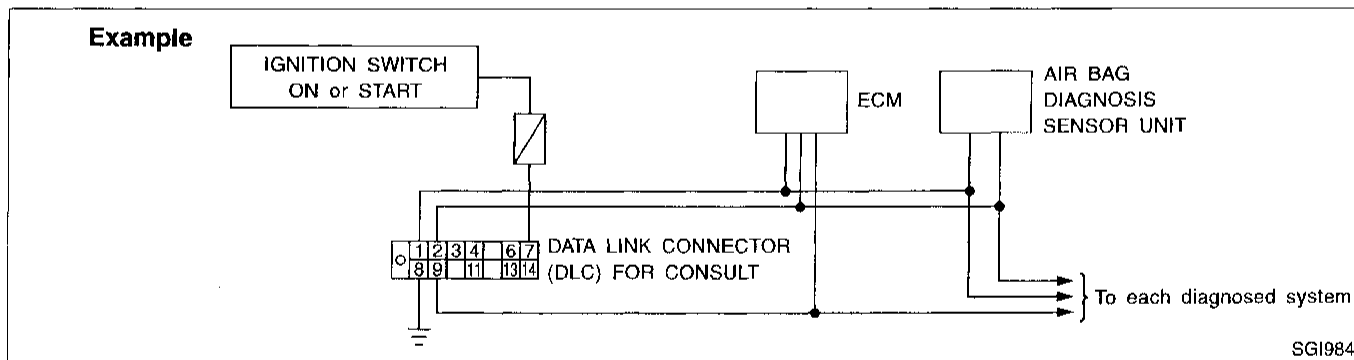 Example
IGNITION SWITCH
ON or START
ECM
AIR BAG
DIAGNOSIS
SENSOR UNIT
1 2 3 4 6 7
8 9 11 13 14
DATA LINK CONNECTOR
(DLC) FOR CONSULT
To each diagnosed system
SGI984